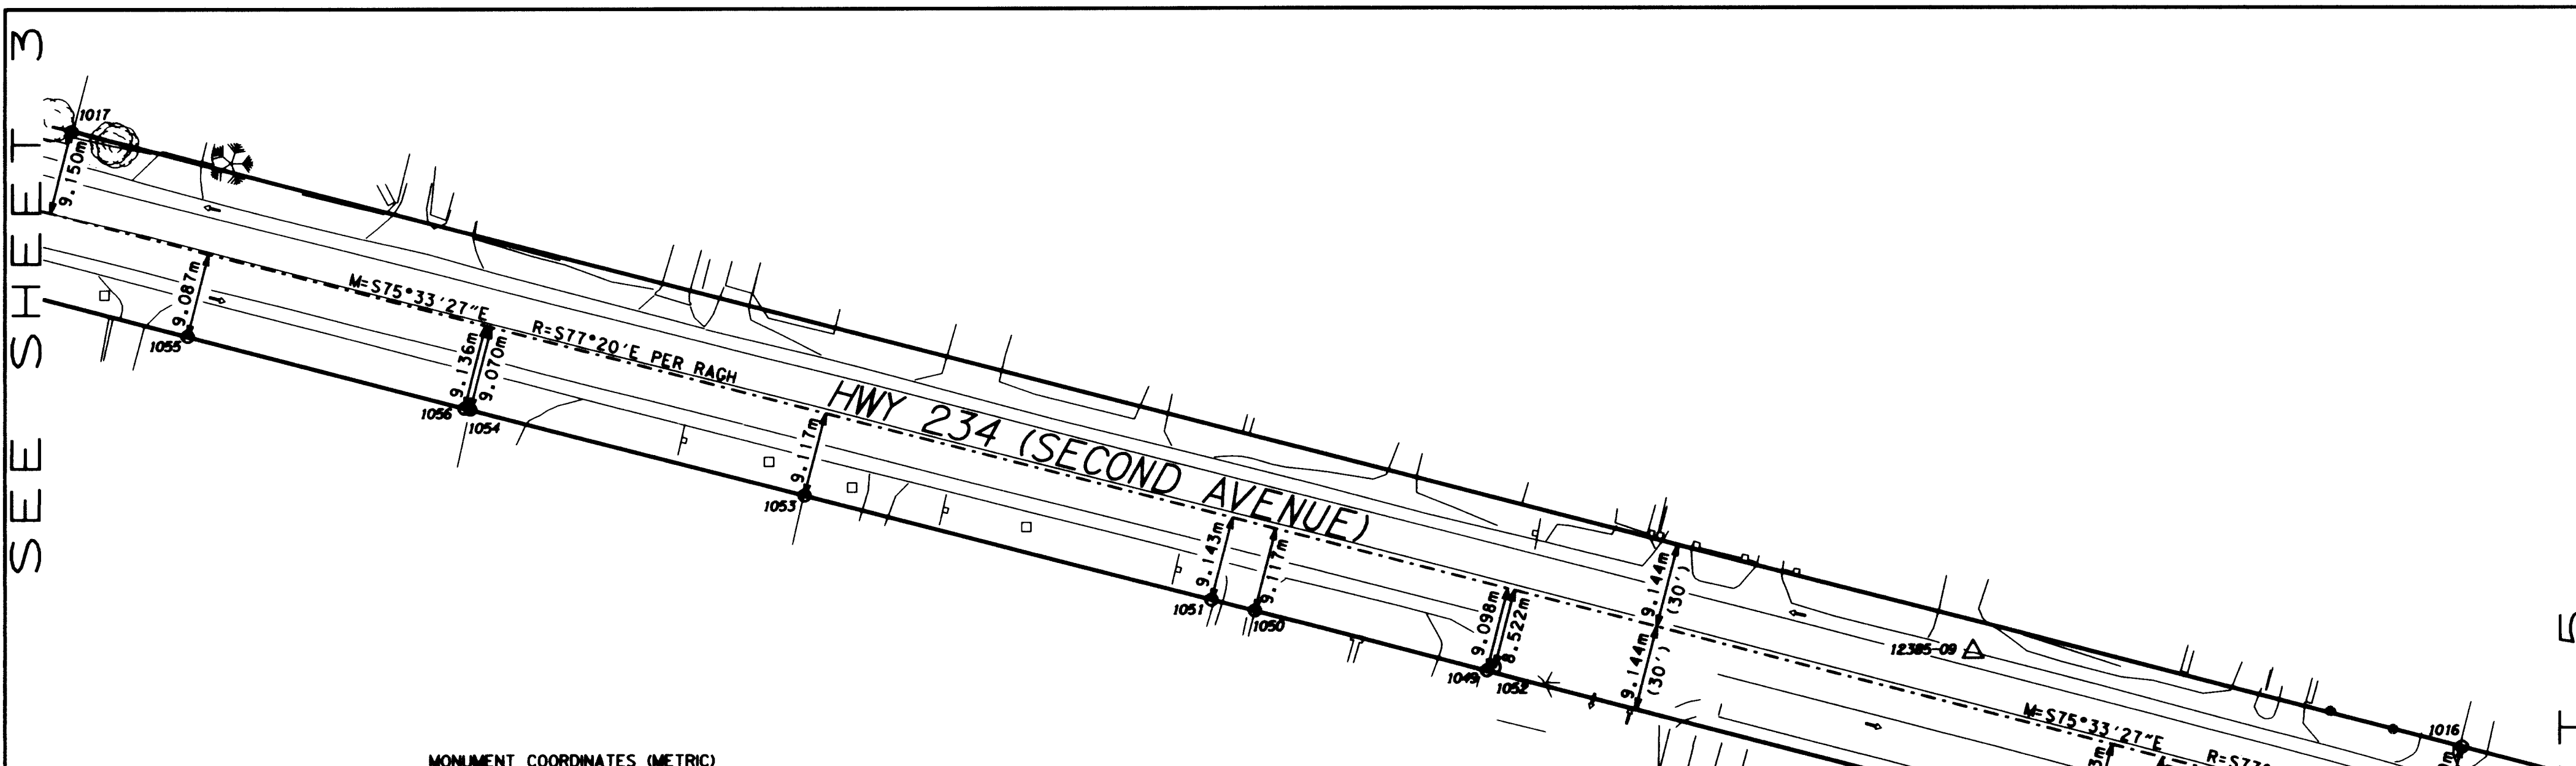 SEE SHEET 3
1017
9.150m
9.087m
1055
M=S75°33'27"E
R=S77°20'E PER RAGH
9.136m
9.070m
1056
1054
9.117m
1053
HWY 234 (SECOND AVENUE)
9.143m
9.117m
1051
1050
9.098m
8.522m
1049
1052
9.144m
(30')
9.144m
(30')
12385-09
M=S75°33'27"E
1016
MONUMENT COORDINATES (METRIC)